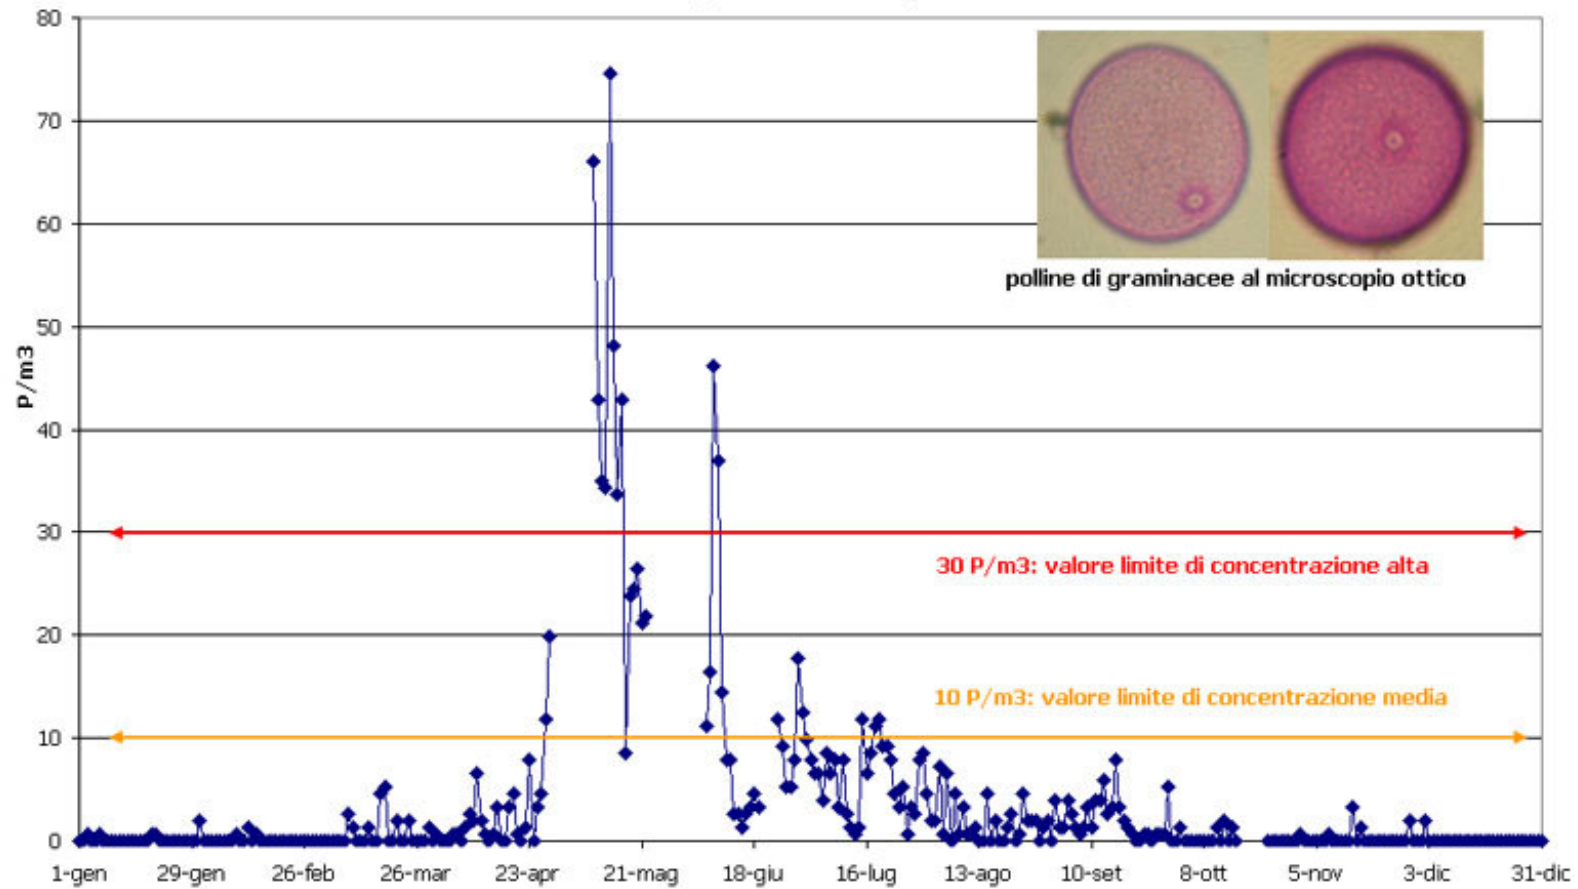 80
70
60
50
40
30
20
10
0
P/m3
polline di graminacee al microscopio ottico
30 P/m3: valore limite di concentrazione alta
10 P/m3: valore limite di concentrazione media
1-gen 29-gen 26-feb 26-mar 23-apr 21-mag 18-giu 16-lug 13-ago 10-set 8-ott 5-nov 3-dic 31-dic